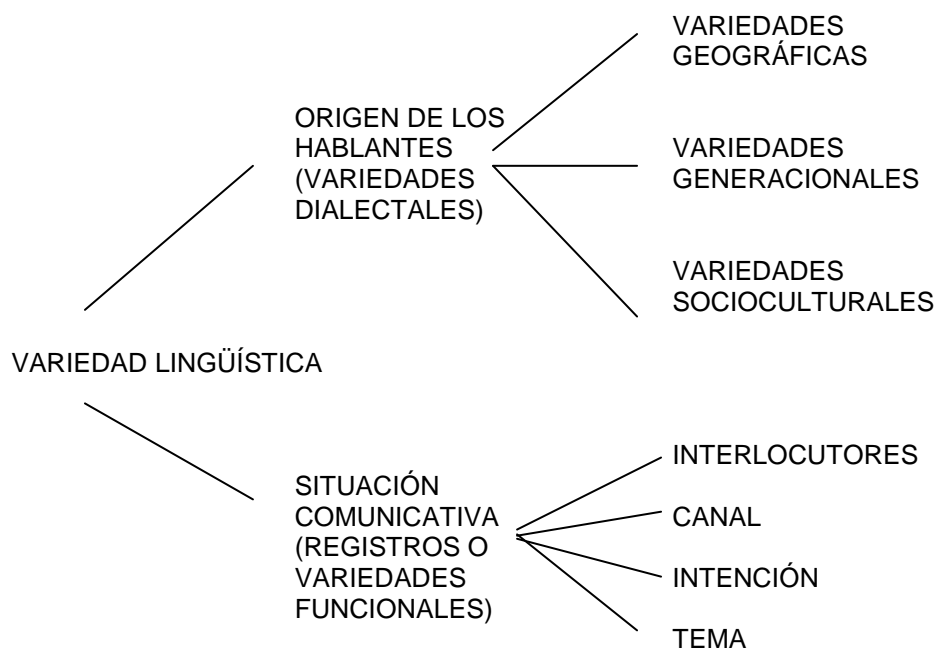 VARIEDADES
GEOGRÁFICAS
ORIGEN DE LOS
HABLANTES
(VARIEDADES
DIALECTALES)
VARIEDADES
GENERACIONALES
VARIEDADES
SOCIOCULTURALES
VARIEDAD LINGÜÍSTICA
SITUACIÓN
COMUNICATIVA
(REGISTROS O
VARIEDADES
FUNCIONALES)
INTERLOCUTORES
CANAL
INTENCIÓN
TEMA